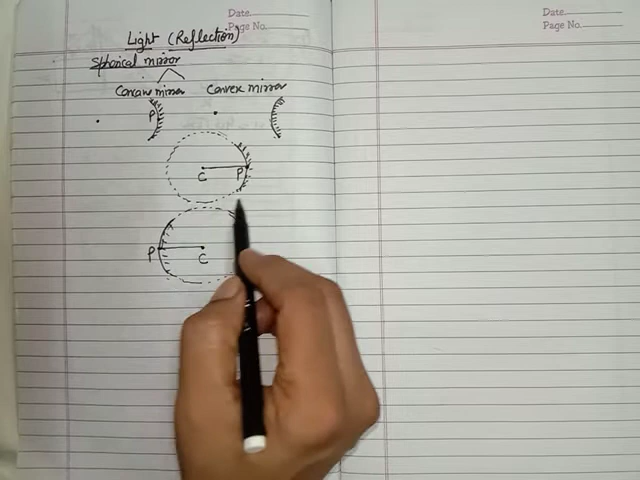 Date
Page No.
Date
Page No.
Light (Reflection)
Spherical mirror
Concave mirror Convex mirror
P
C P
P C